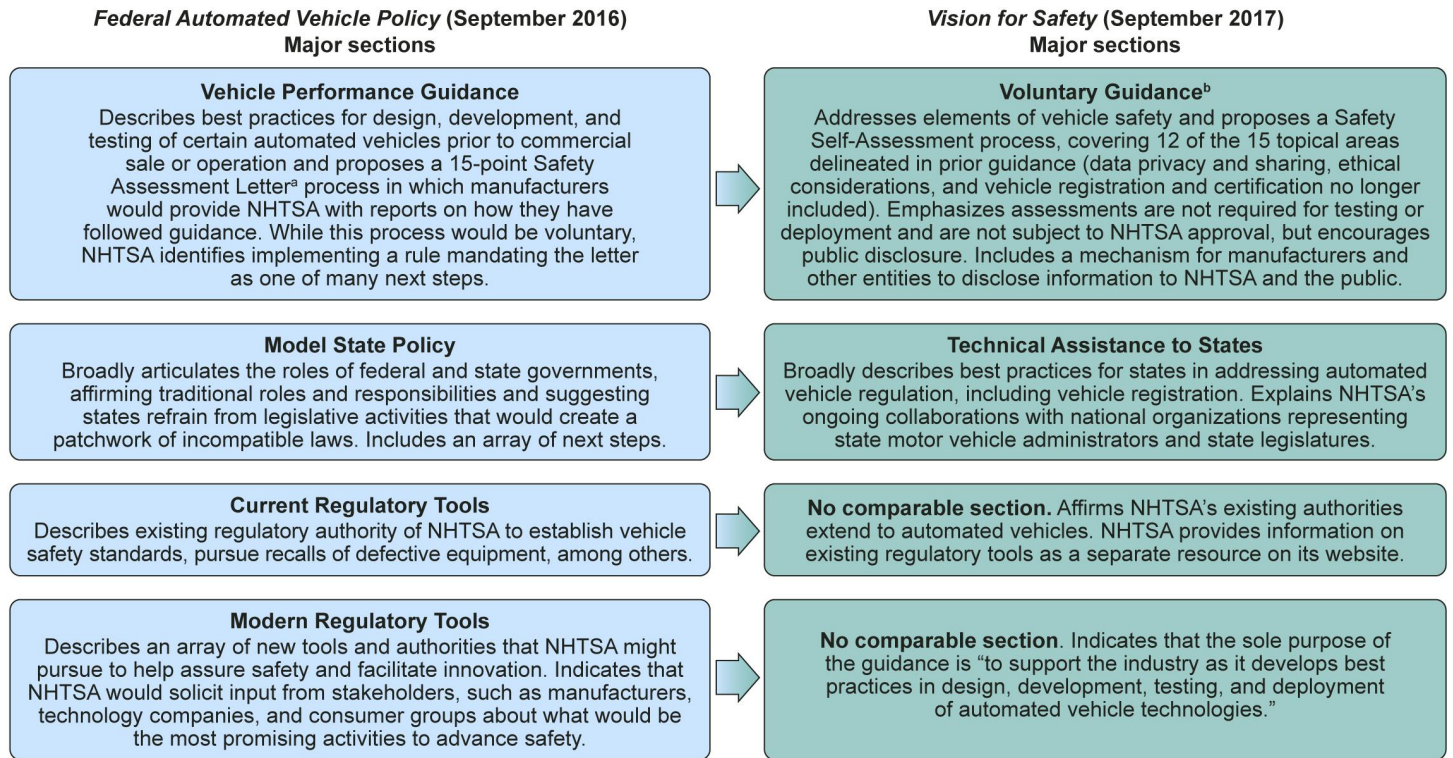 Federal Automated Vehicle Policy (September 2016)
Major sections
Vision for Safety (September 2017)
Major sections
Vehicle Performance Guidance
Describes best practices for design, development, and
testing of certain automated vehicles prior to commercial
sale or operation and proposes a 15-point Safety
Assessment Letterᵃ process in which manufacturers
would provide NHTSA with reports on how they have
followed guidance. While this process would be voluntary,
NHTSA identifies implementing a rule mandating the letter
as one of many next steps.
Voluntary Guidanceᵇ
Addresses elements of vehicle safety and proposes a Safety
Self-Assessment process, covering 12 of the 15 topical areas
delineated in prior guidance (data privacy and sharing, ethical
considerations, and vehicle registration and certification no longer
included). Emphasizes assessments are not required for testing or
deployment and are not subject to NHTSA approval, but encourages
public disclosure. Includes a mechanism for manufacturers and
other entities to disclose information to NHTSA and the public.
Model State Policy
Broadly articulates the roles of federal and state governments,
affirming traditional roles and responsibilities and suggesting
states refrain from legislative activities that would create a
patchwork of incompatible laws. Includes an array of next steps.
Technical Assistance to States
Broadly describes best practices for states in addressing automated
vehicle regulation, including vehicle registration. Explains NHTSA’s
ongoing collaborations with national organizations representing
state motor vehicle administrators and state legislatures.
Current Regulatory Tools
Describes existing regulatory authority of NHTSA to establish vehicle
safety standards, pursue recalls of defective equipment, among others.
No comparable section. Affirms NHTSA’s existing authorities
extend to automated vehicles. NHTSA provides information on
existing regulatory tools as a separate resource on its website.
Modern Regulatory Tools
Describes an array of new tools and authorities that NHTSA might
pursue to help assure safety and facilitate innovation. Indicates that
NHTSA would solicit input from stakeholders, such as manufacturers,
technology companies, and consumer groups about what would be
the most promising activities to advance safety.
No comparable section. Indicates that the sole purpose of
the guidance is “to support the industry as it develops best
practices in design, development, testing, and deployment
of automated vehicle technologies.”